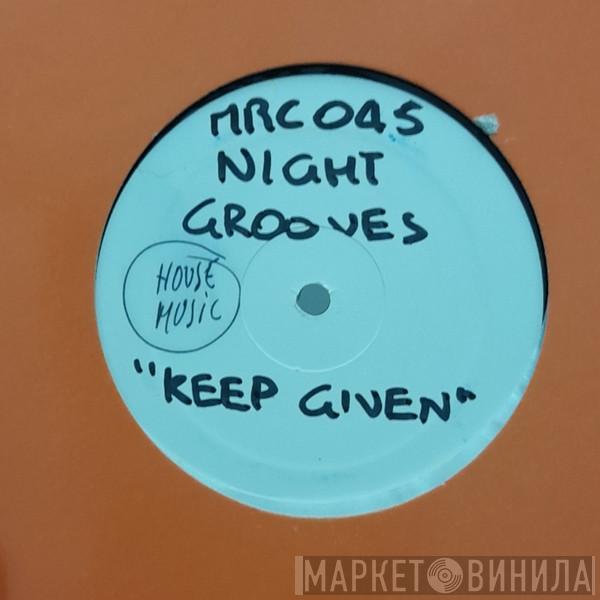 MRC045
NIGHT
GROOVES
HOUSE
MUSIC
"KEEP GIVEN"
МАРКЕТ ВИНИЛА